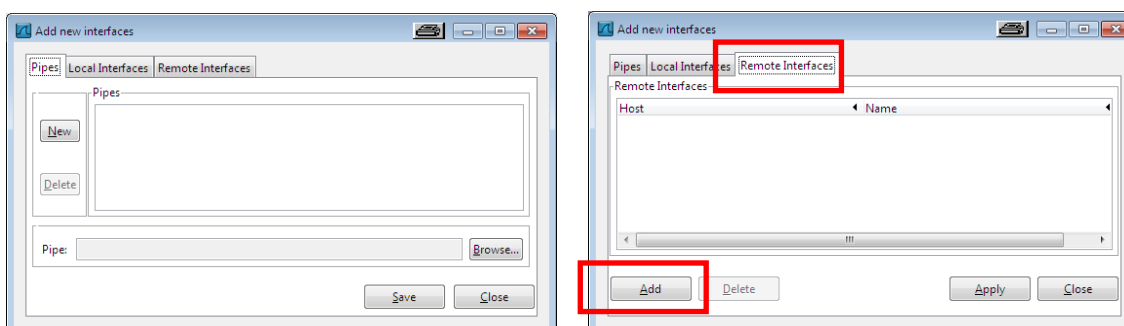 Add new interfaces
Pipes Local Interfaces Remote Interfaces
Pipes
New
Delete
Pipe: Browse...
Save Close
Add new interfaces
Pipes Local Interfaces Remote Interfaces
Remote Interfaces
Host Name
Add Delete Apply Close